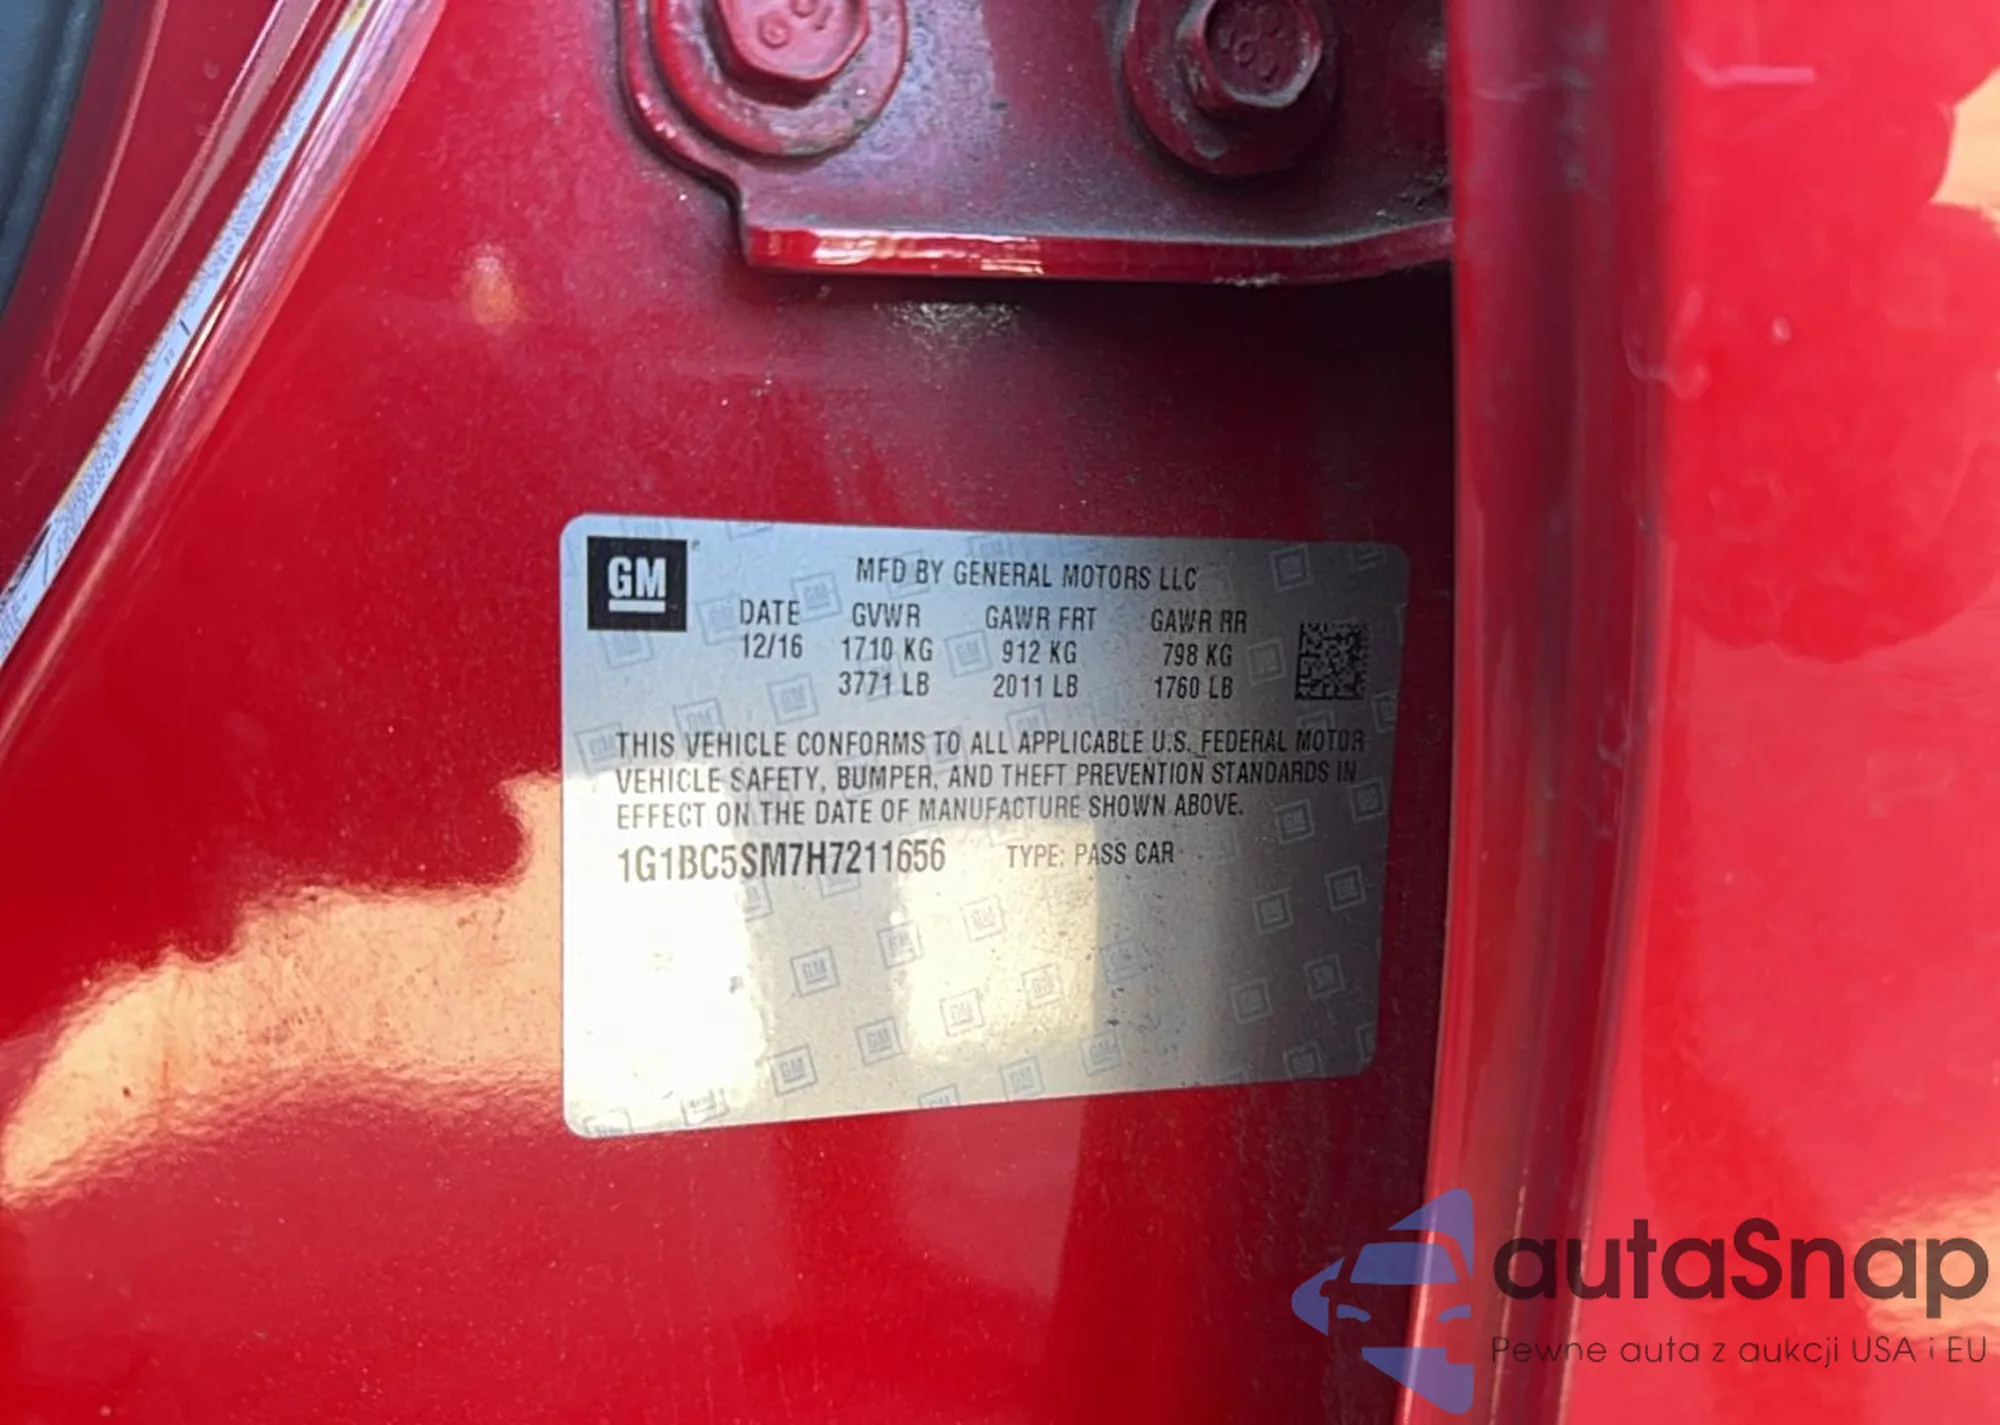 GM
MFD BY GENERAL MOTORS LLC
DATE GVWR GAWR FRT GAWR RR
12/16 1710 KG 912 KG 798 KG
3771 LB 2011 LB 1760 LB
THIS VEHICLE CONFORMS TO ALL APPLICABLE U.S. FEDERAL MOTOR
VEHICLE SAFETY, BUMPER, AND THEFT PREVENTION STANDARDS IN
EFFECT ON THE DATE OF MANUFACTURE SHOWN ABOVE.
1G1BC5SM7H7211656 TYPE: PASS CAR
autaSnap
Pewne auta z aukcji USA i EU